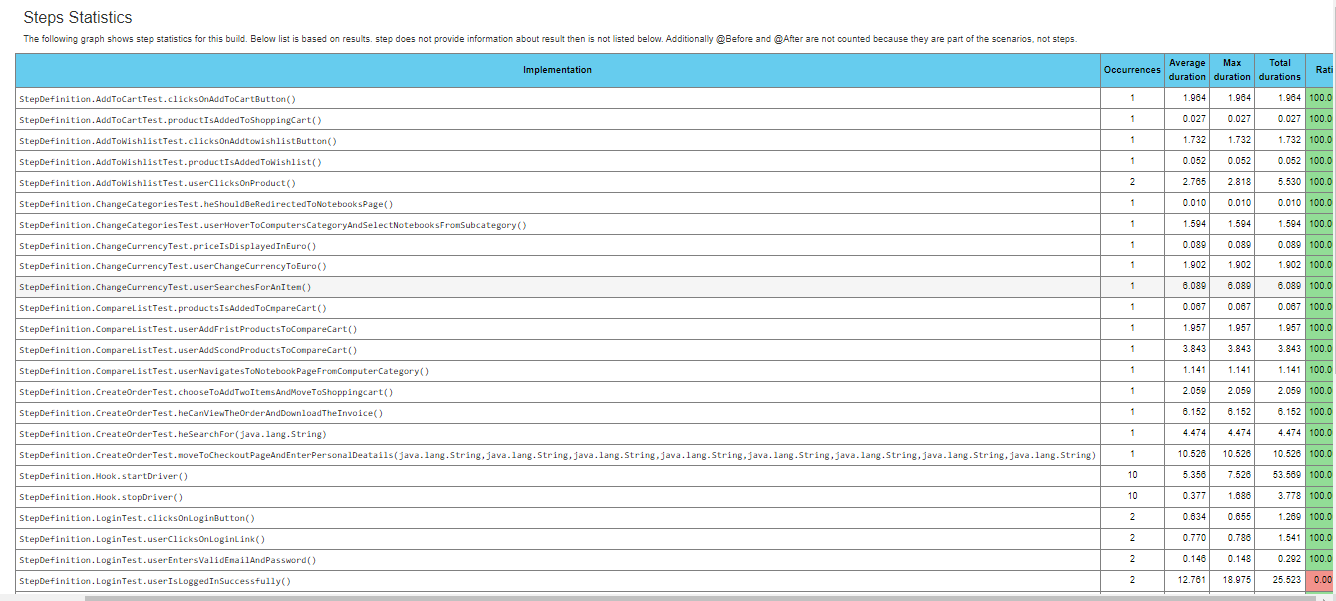 Steps Statistics
The following graph shows step statistics for this build. Below list is based on results. step does not provide information about result then is not listed below. Additionally @Before and @After are not counted because they are part of the scenarios, not steps.
Implementation Occurrences Average duration Max duration Total durations Rati
StepDefinition.AddToCartTest.clicksOnAddToCartButton() 1 1.964 1.964 1.964 100.0
StepDefinition.AddToCartTest.productIsAddedToShoppingCart() 1 0.027 0.027 0.027 100.0
StepDefinition.AddToWishlistTest.clicksOnAddtowishlistButton() 1 1.732 1.732 1.732 100.0
StepDefinition.AddToWishlistTest.productIsAddedToWishlist() 1 0.052 0.052 0.052 100.0
StepDefinition.AddToWishlistTest.userClicksOnProduct() 2 2.765 2.818 5.530 100.0
StepDefinition.ChangeCategoriesTest.heShouldBeRedirectedToNotebooksPage() 1 0.010 0.010 0.010 100.0
StepDefinition.ChangeCategoriesTest.userHoverToComputersCategoryAndSelectNotebooksFromSubcategory() 1 1.594 1.594 1.594 100.0
StepDefinition.ChangeCurrencyTest.priceIsDisplayedInEuro() 1 0.089 0.089 0.089 100.0
StepDefinition.ChangeCurrencyTest.userChangeCurrencyToEuro() 1 1.902 1.902 1.902 100.0
StepDefinition.ChangeCurrencyTest.userSearchesForAnItem() 1 6.089 6.089 6.089 100.0
StepDefinition.CompareListTest.productsIsAddedToCmpareCart() 1 0.067 0.067 0.067 100.0
StepDefinition.CompareListTest.userAddFristProductsToCompareCart() 1 1.957 1.957 1.957 100.0
StepDefinition.CompareListTest.userAddScondProductsToCompareCart() 1 3.843 3.843 3.843 100.0
StepDefinition.CompareListTest.userNavigatesToNotebookPageFromComputerCategory() 1 1.141 1.141 1.141 100.0
StepDefinition.CreateOrderTest.chooseToAddTwoItemsAndMoveToShoppingcart() 1 2.059 2.059 2.059 100.0
StepDefinition.CreateOrderTest.heCanViewTheOrderAndDownloadTheInvoice() 1 6.152 6.152 6.152 100.0
StepDefinition.CreateOrderTest.heSearchFor(java.lang.String) 1 4.474 4.474 4.474 100.0
StepDefinition.CreateOrderTest.moveToCheckoutPageAndEnterPersonalDeatails(java.lang.String,java.lang.String,java.lang.String,java.lang.String,java.lang.String,java.lang.String,java.lang.String,java.lang.String) 1 10.526 10.526 10.526 100.0
StepDefinition.Hook.startDriver() 10 5.356 7.526 53.569 100.0
StepDefinition.Hook.stopDriver() 10 0.377 1.686 3.778 100.0
StepDefinition.LoginTest.clicksOnLoginButton() 2 0.634 0.655 1.269 100.0
StepDefinition.LoginTest.userClicksOnLoginLink() 2 0.770 0.786 1.541 100.0
StepDefinition.LoginTest.userEntersValidEmailAndPassword() 2 0.146 0.148 0.292 100.0
StepDefinition.LoginTest.userIsLoggedInSuccessfully() 2 12.761 18.975 25.523 0.00